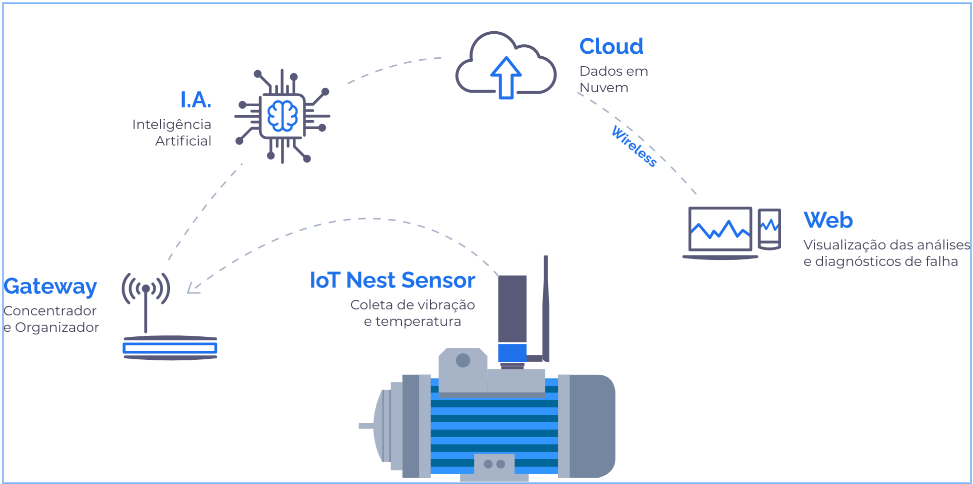 Cloud
Dados em
Nuvem
I.A.
Inteligência
Artificial
Wireless
Web
Visualização das análises
e diagnósticos de falha
IoT Nest Sensor
Coleta de vibração
e temperatura
Gateway
Concentrador
e Organizador